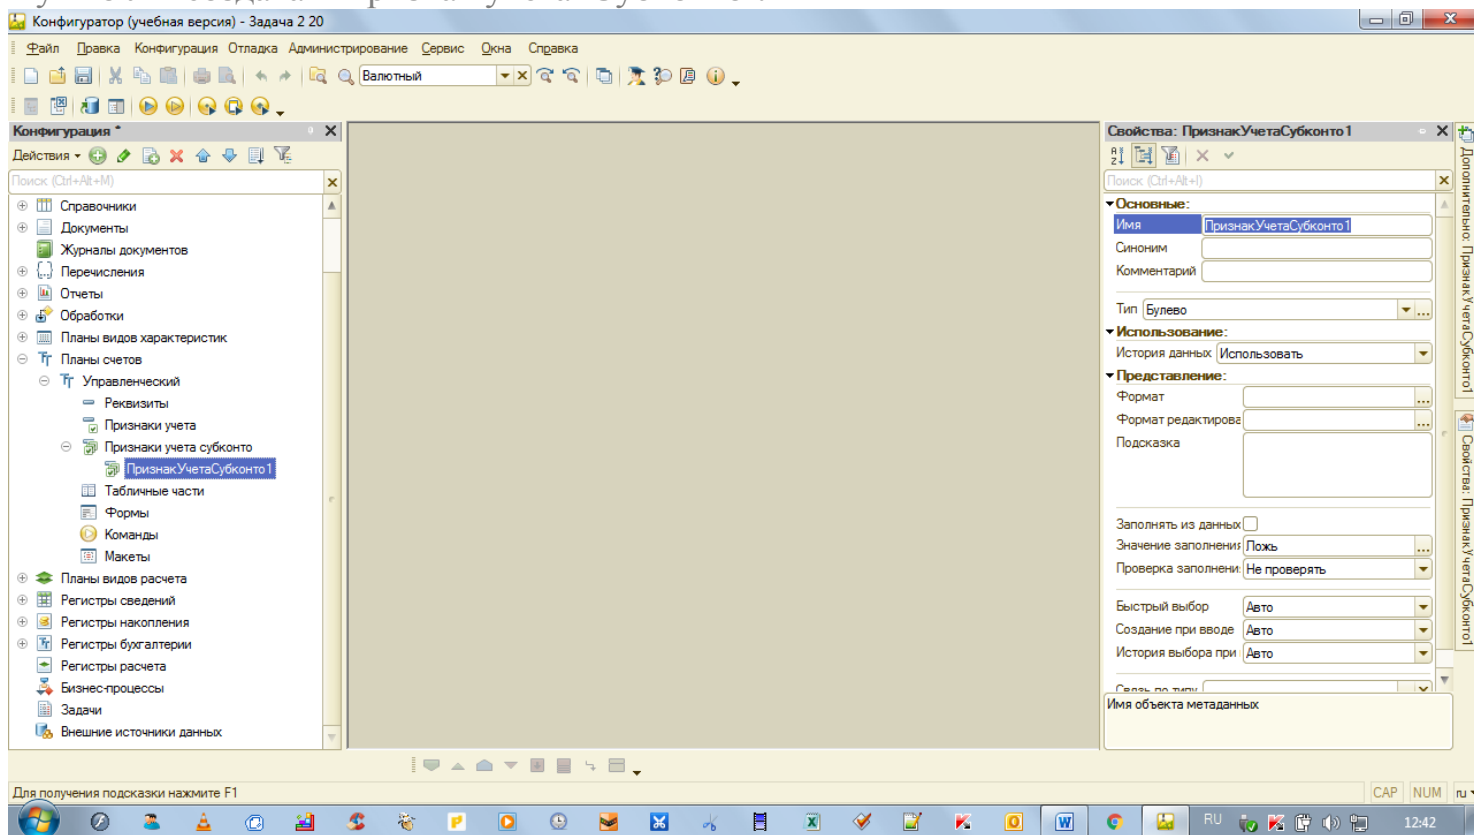 Конфигуратор (учебная версия) - Задача 2 20
Файл Правка Конфигурация Отладка Администрирование Сервис Окна Справка
Валютный
Конфигурация *
Действия
Поиск (Ctrl+Alt+M)
Справочники
Документы
Журналы документов
Перечисления
Отчеты
Обработки
Планы видов характеристик
Планы счетов
Управленческий
Реквизиты
Признаки учета
Признаки учета субконто
ПризнакУчетаСубконто1
Табличные части
Формы
Команды
Макеты
Планы видов расчета
Регистры сведений
Регистры накопления
Регистры бухгалтерии
Регистры расчета
Бизнес-процессы
Задачи
Внешние источники данных
Свойства: ПризнакУчетаСубконто1
Поиск (Ctrl+Alt+I)
Основные:
Имя ПризнакУчетаСубконто1
Синоним
Комментарий
Тип Булево
Использование:
История данных Использовать
Представление:
Формат
Формат редактирова
Подсказка
Заполнять из данных
Значение заполнения Ложь
Проверка заполнени Не проверять
Быстрый выбор Авто
Создание при вводе Авто
История выбора при Авто
Связь по типу
Имя объекта метаданных
Дополнительно: ПризнакУчетаСубконто1
Свойства: ПризнакУчетаСубконто1
Для получения подсказки нажмите F1
CAP NUM ru
RU 12:42